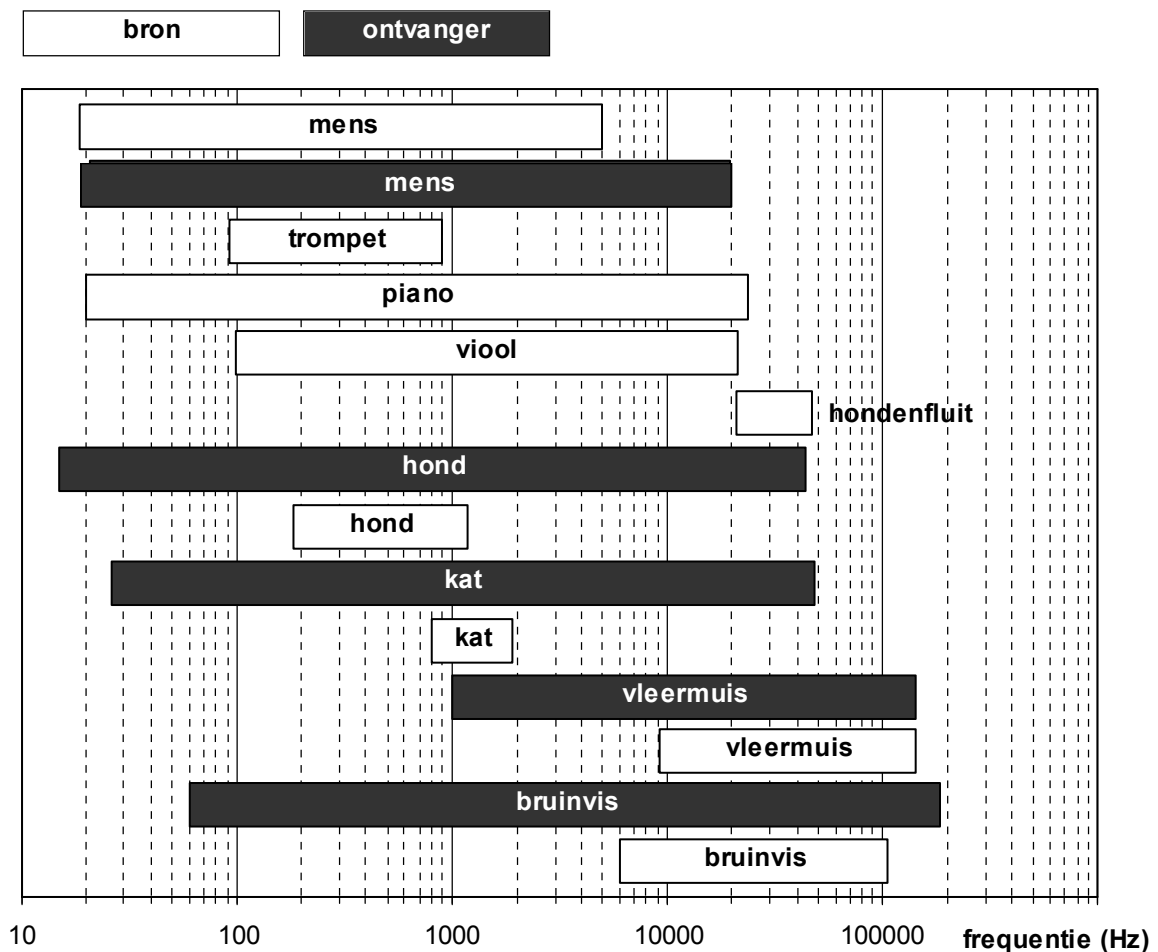 bron ontvanger
mens
mens
trompet
piano
viool
hondenfluit
hond
hond
kat
kat
vleermuis
vleermuis
bruinvis
bruinvis
10 100 1000 10000 100000 frequentie (Hz)